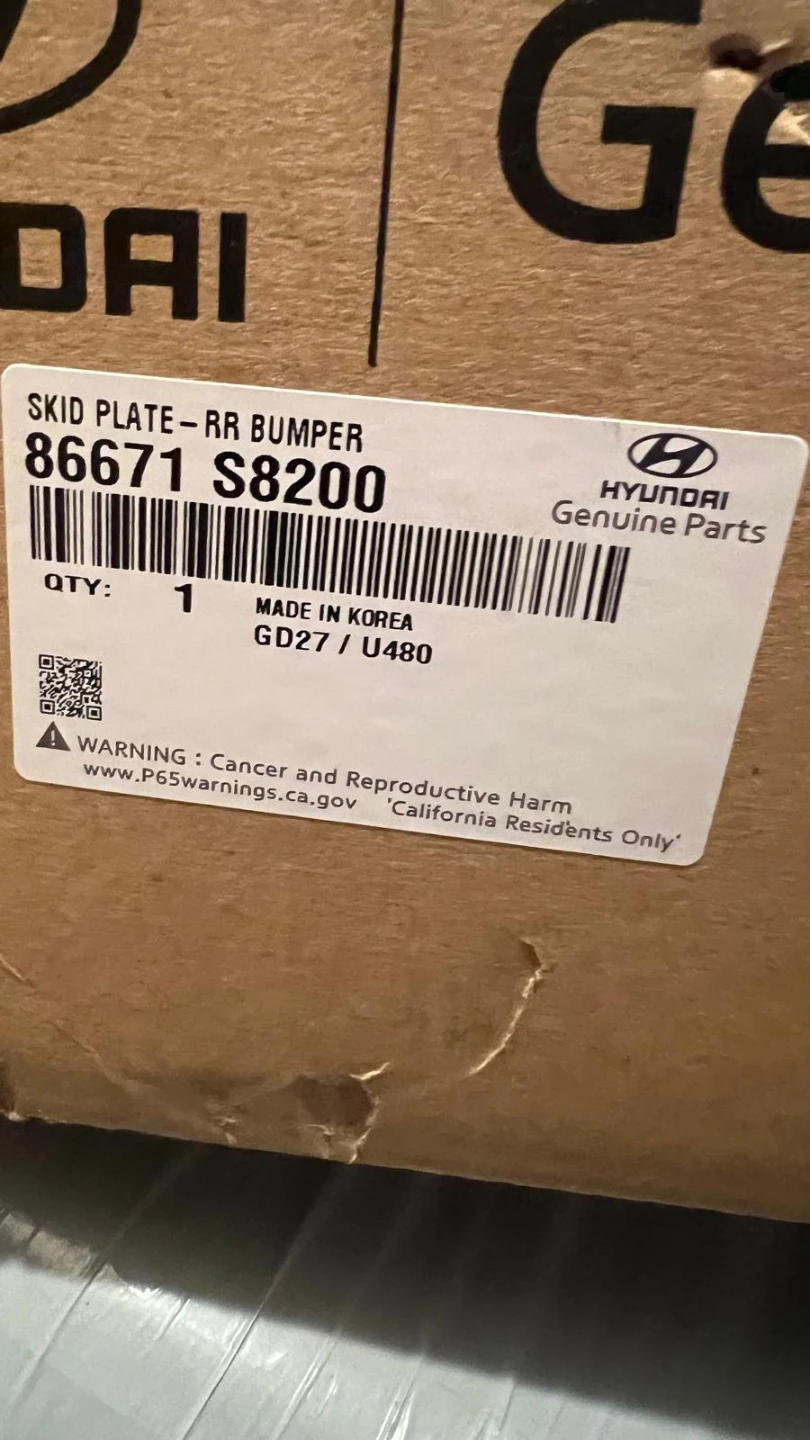 DAI
Ge
SKID PLATE-RR BUMPER
86671 S8200
HYUNDAI
Genuine Parts
QTY: 1
MADE IN KOREA
GD27 / U480
WARNING : Cancer and Reproductive Harm
www.P65warnings.ca.gov 'California Residents Only'